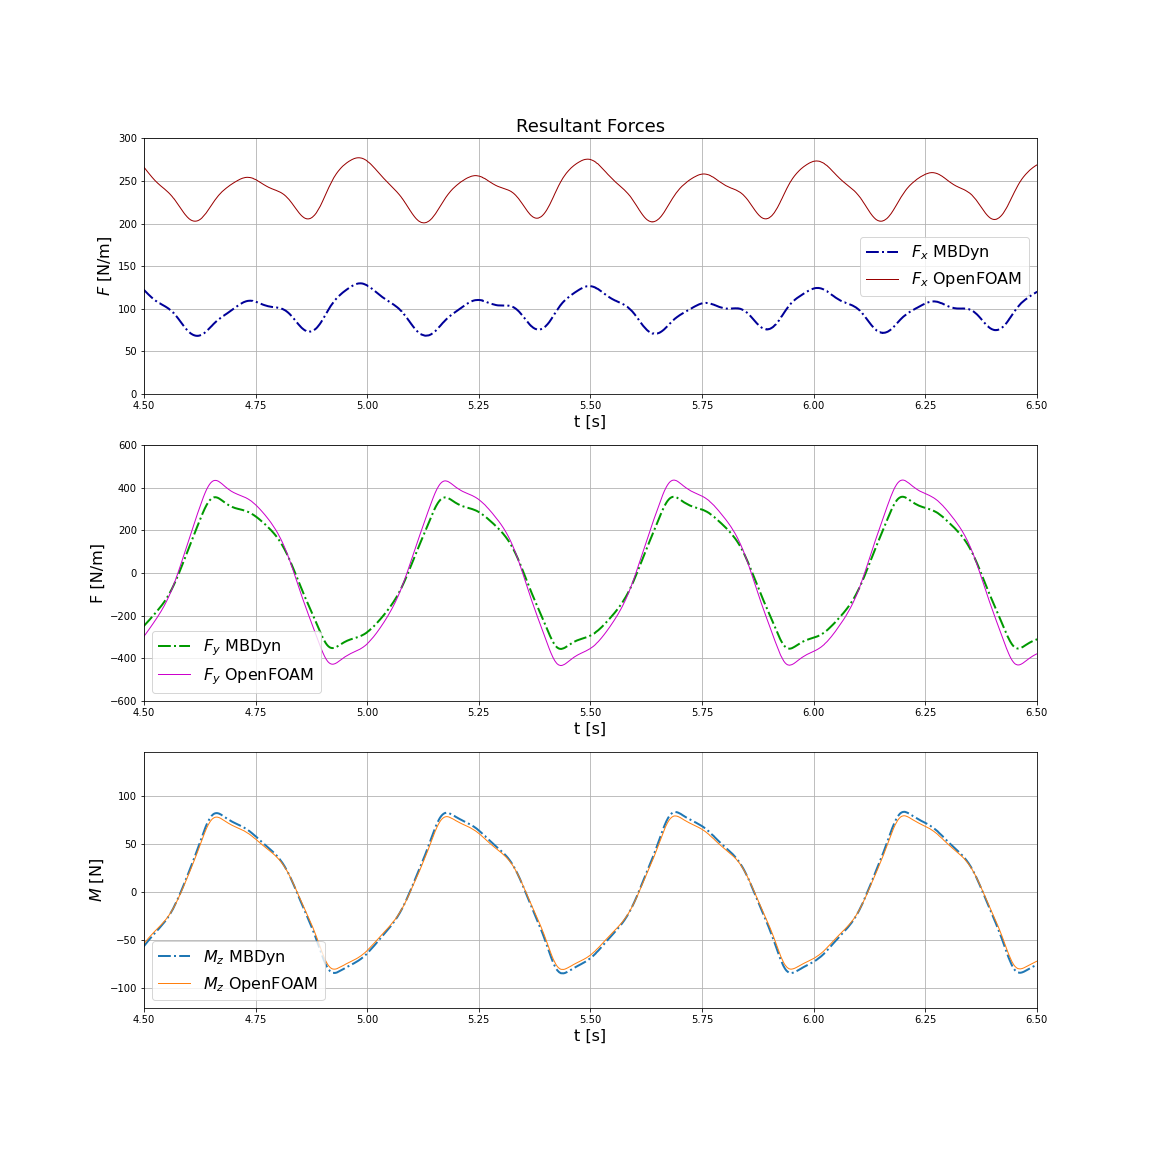 Resultant Forces
300
250
200
150
100
50
0
F [N/m]
F_x MBDyn
F_x OpenFOAM
4.50 4.75 5.00 5.25 5.50 5.75 6.00 6.25 6.50
t [s]
600
400
200
0
−200
−400
−600
F [N/m]
F_y MBDyn
F_y OpenFOAM
4.50 4.75 5.00 5.25 5.50 5.75 6.00 6.25 6.50
t [s]
100
50
0
−50
−100
M [N]
M_z MBDyn
M_z OpenFOAM
4.50 4.75 5.00 5.25 5.50 5.75 6.00 6.25 6.50
t [s]